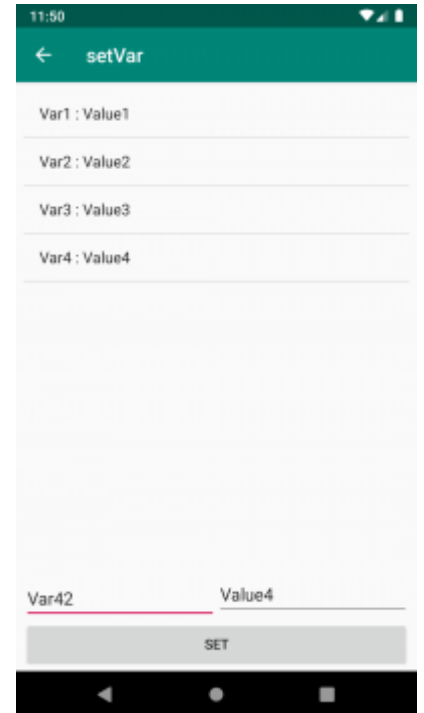 11:50
setVar
Var1 : Value1
Var2 : Value2
Var3 : Value3
Var4 : Value4
Var42 Value4
SET